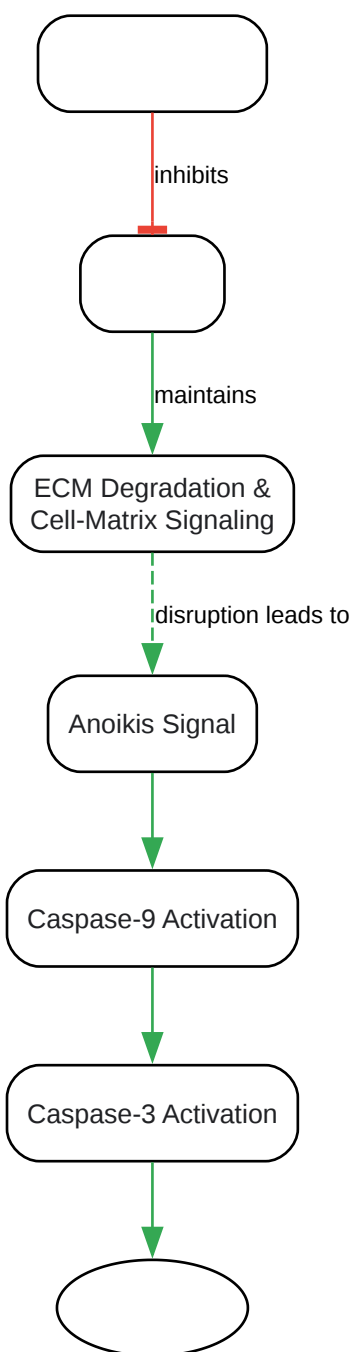 inhibits
maintains
ECM Degradation &
Cell-Matrix Signaling
disruption leads to
Anoikis Signal
Caspase-9 Activation
Caspase-3 Activation